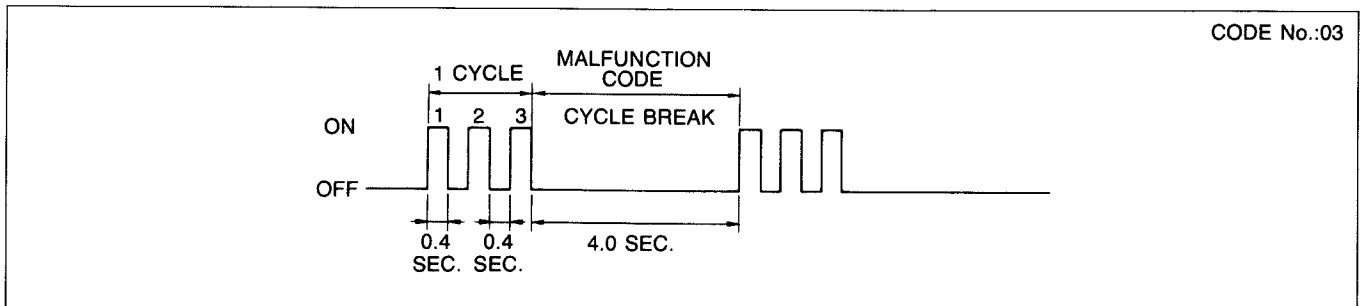 CODE No.:03
MALFUNCTION
CODE
1 CYCLE
1 2 3 CYCLE BREAK
ON
OFF
0.4 0.4 4.0 SEC.
SEC. SEC.